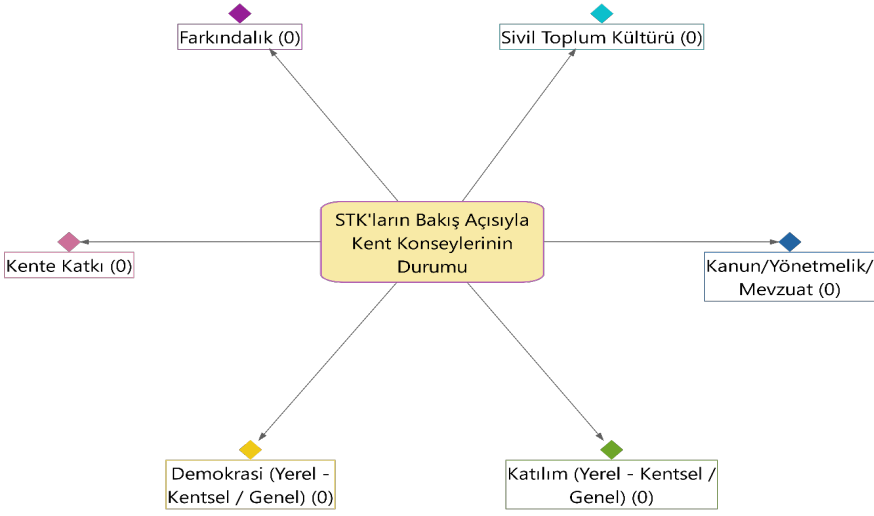 Farkındalık (0)
Sivil Toplum Kültürü (0)
STK'ların Bakış Açısıyla
Kent Konseylerinin
Durumu
Kente Katkı (0)
Kanun/Yönetmelik/
Mevzuat (0)
Demokrasi (Yerel -
Kentsel / Genel) (0)
Katılım (Yerel - Kentsel /
Genel) (0)